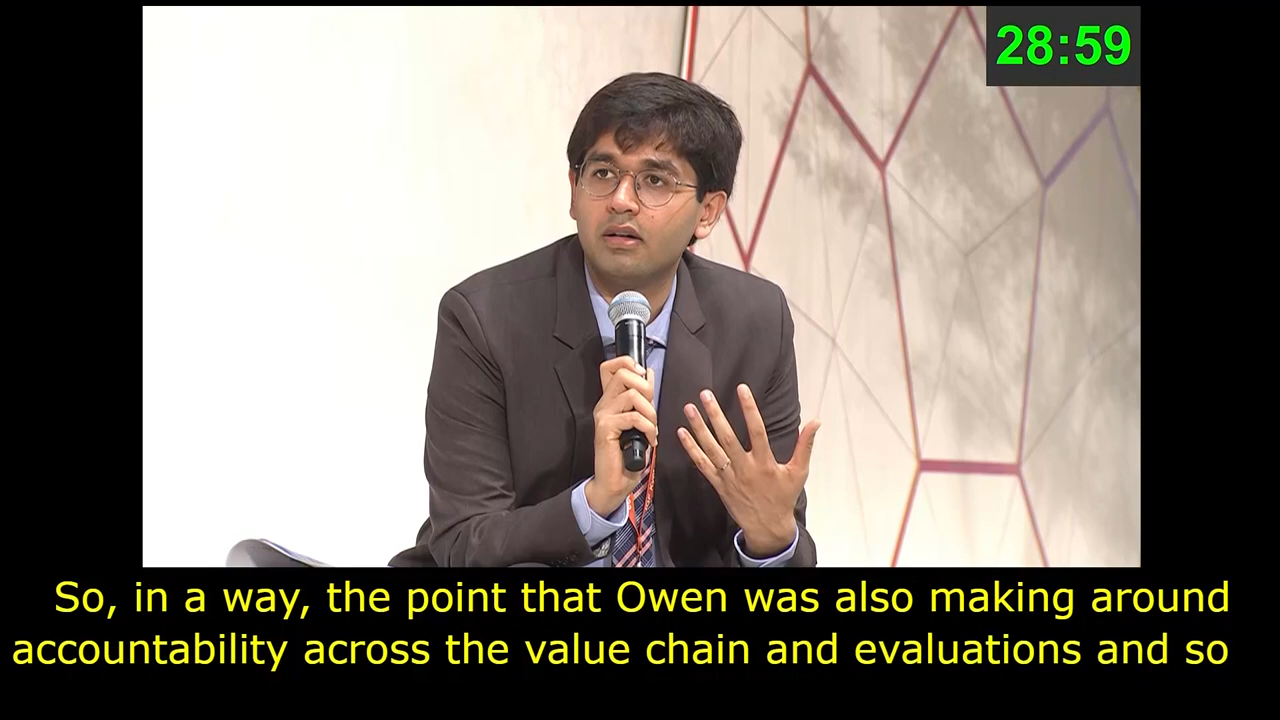 28:59
So, in a way, the point that Owen was also making around
accountability across the value chain and evaluations and so